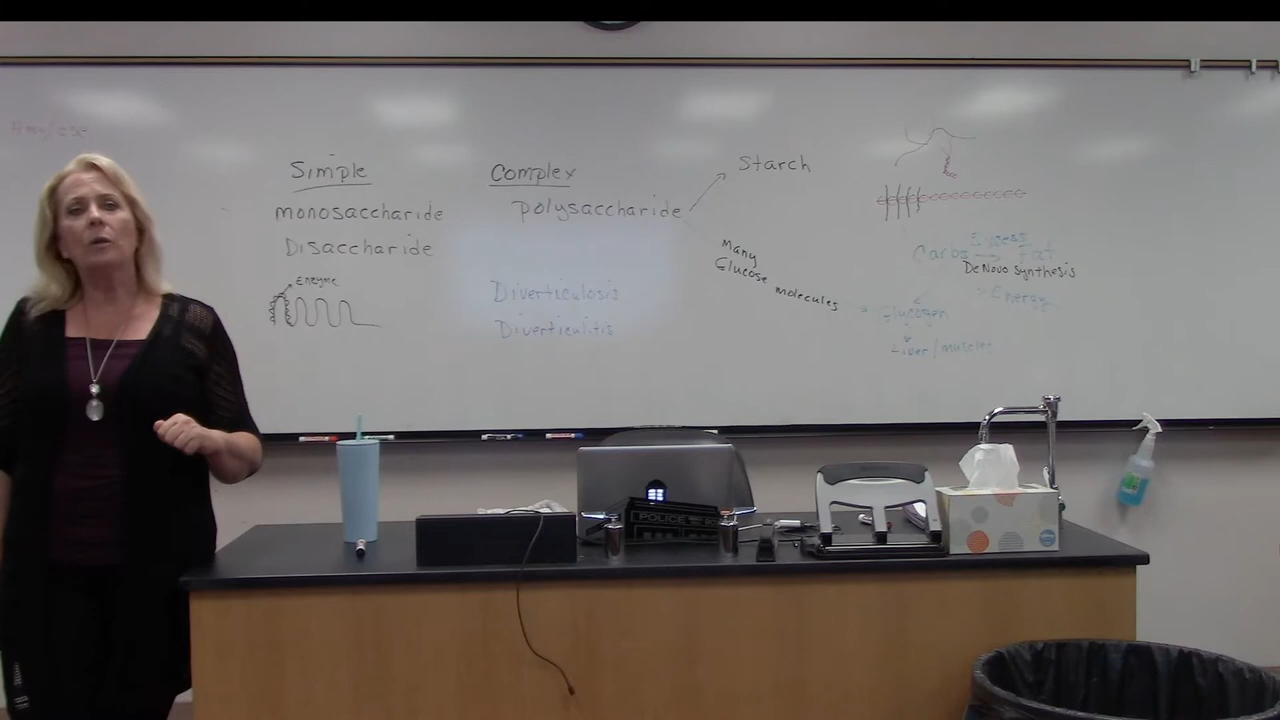 Amylase
Simple
monosaccharide
Disaccharide
Enzyme
Complex
polysaccharide
Diverticulosis
Diverticulitis
Starch
Many
Glucose molecules
Carbs → Excess Fat
DeNovo Synthesis
> Energy
Glycogen
Liver/muscles
POLICE